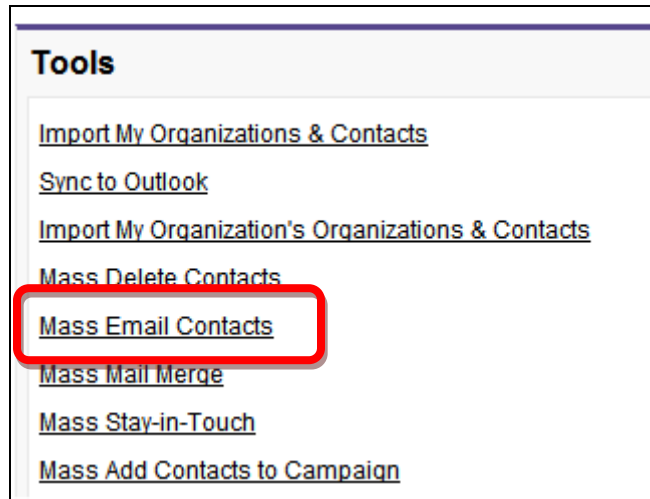 Tools
Import My Organizations & Contacts
Sync to Outlook
Import My Organization's Organizations & Contacts
Mass Delete Contacts
Mass Email Contacts
Mass Mail Merge
Mass Stay-in-Touch
Mass Add Contacts to Campaign